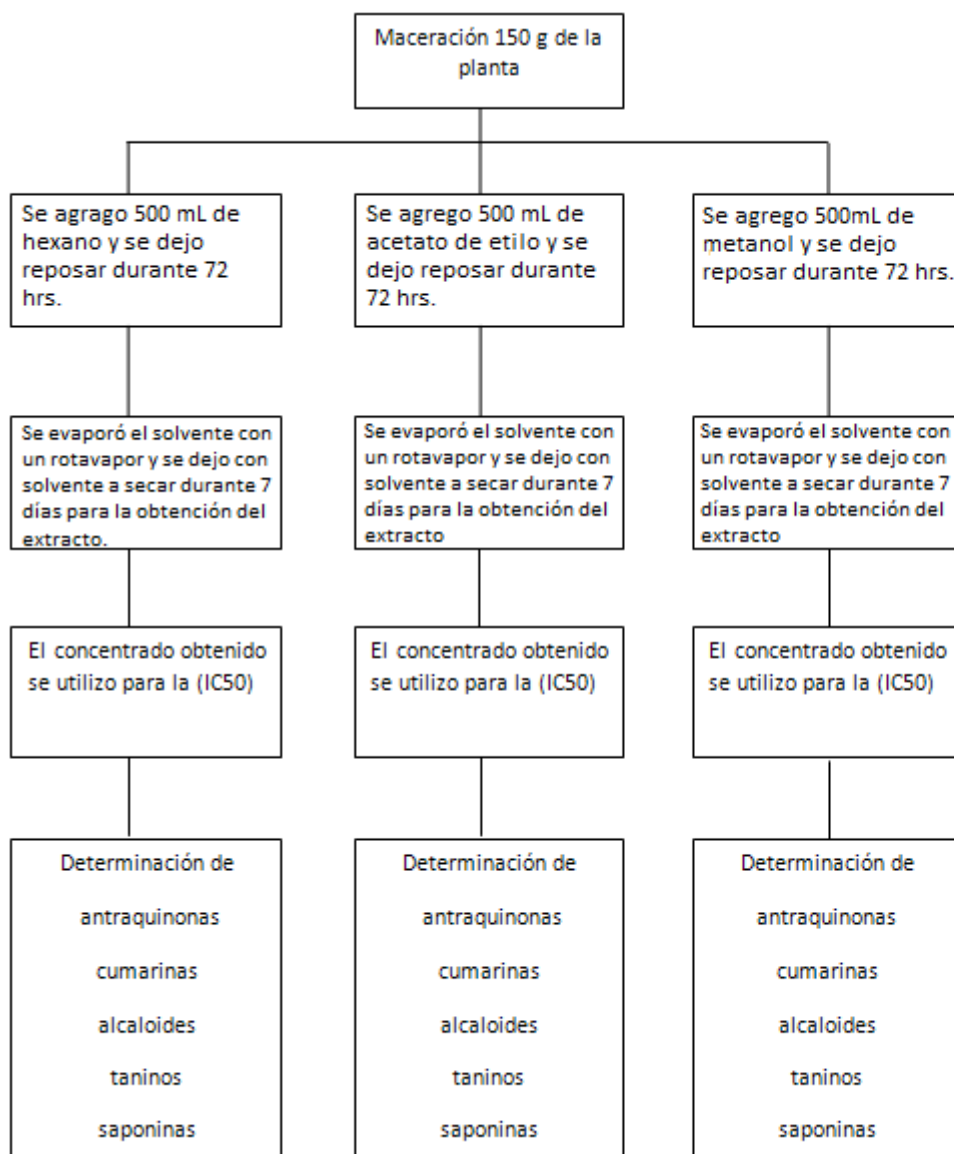 Maceración 150 g de la
planta
Se agrago 500 mL de
hexano y se dejo
reposar durante 72
hrs.
Se agrego 500 mL de
acetato de etilo y se
dejo reposar durante
72 hrs.
Se agrego 500mL de
metanol y se dejo
reposar durante 72 hrs.
Se evaporó el solvente con
un rotavapor y se dejo con
solvente a secar durante 7
días para la obtención del
extracto.
Se evaporó el solvente con
un rotavapor y se dejo con
solvente a secar durante 7
días para la obtención del
extracto
Se evaporó el solvente con
un rotavapor y se dejo con
solvente a secar durante 7
días para la obtención del
extracto
El concentrado obtenido
se utilizo para la (IC50)
El concentrado obtenido
se utilizo para la (IC50)
El concentrado obtenido
se utilizo para la (IC50)
Determinación de
antraquinonas
cumarinas
alcaloides
taninos
saponinas
Determinación de
antraquinonas
cumarinas
alcaloides
taninos
saponinas
Determinación de
antraquinonas
cumarinas
alcaloides
taninos
saponinas